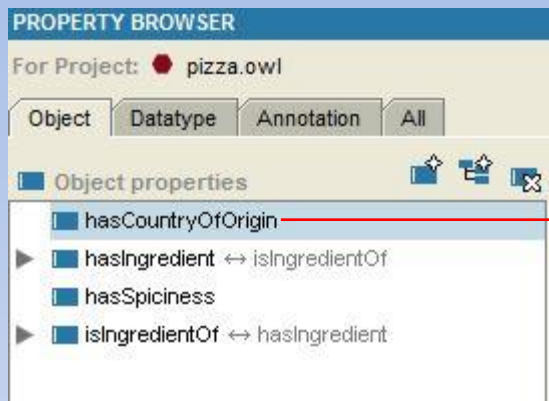 PROPERTY BROWSER
For Project: pizza.owl
Object Datatype Annotation All
Object properties
hasCountryOfOrigin
hasIngredient ↔ isIngredientOf
hasSpiciness
isIngredientOf ↔ hasIngredient